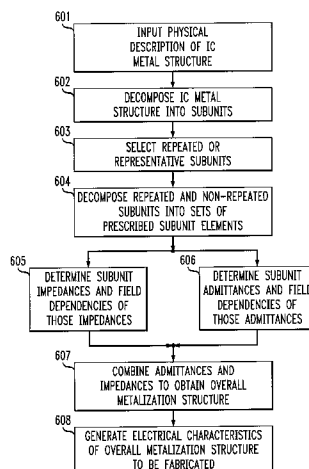 601
INPUT PHYSICAL
DESCRIPTION OF IC
METAL STRUCTURE
602
DECOMPOSE IC METAL
STRUCTURE INTO SUBUNITS
603
SELECT REPEATED OR
REPRESENTATIVE SUBUNITS
604
DECOMPOSE REPEATED AND NON-REPEATED
SUBUNITS INTO SETS OF
PRESCRIBED SUBUNIT ELEMENTS
605
DETERMINE SUBUNIT
IMPEDANCES AND FIELD
DEPENDENCIES OF
THOSE IMPEDANCES
606
DETERMINE SUBUNIT
ADMITTANCES AND FIELD
DEPENDENCIES OF
THOSE ADMITTANCES
607
COMBINE ADMITTANCES AND
IMPEDANCES TO OBTAIN OVERALL
METALIZATION STRUCTURE
608
GENERATE ELECTRICAL CHARACTERISTICS
OF OVERALL METALIZATION STRUCTURE
TO BE FABRICATED